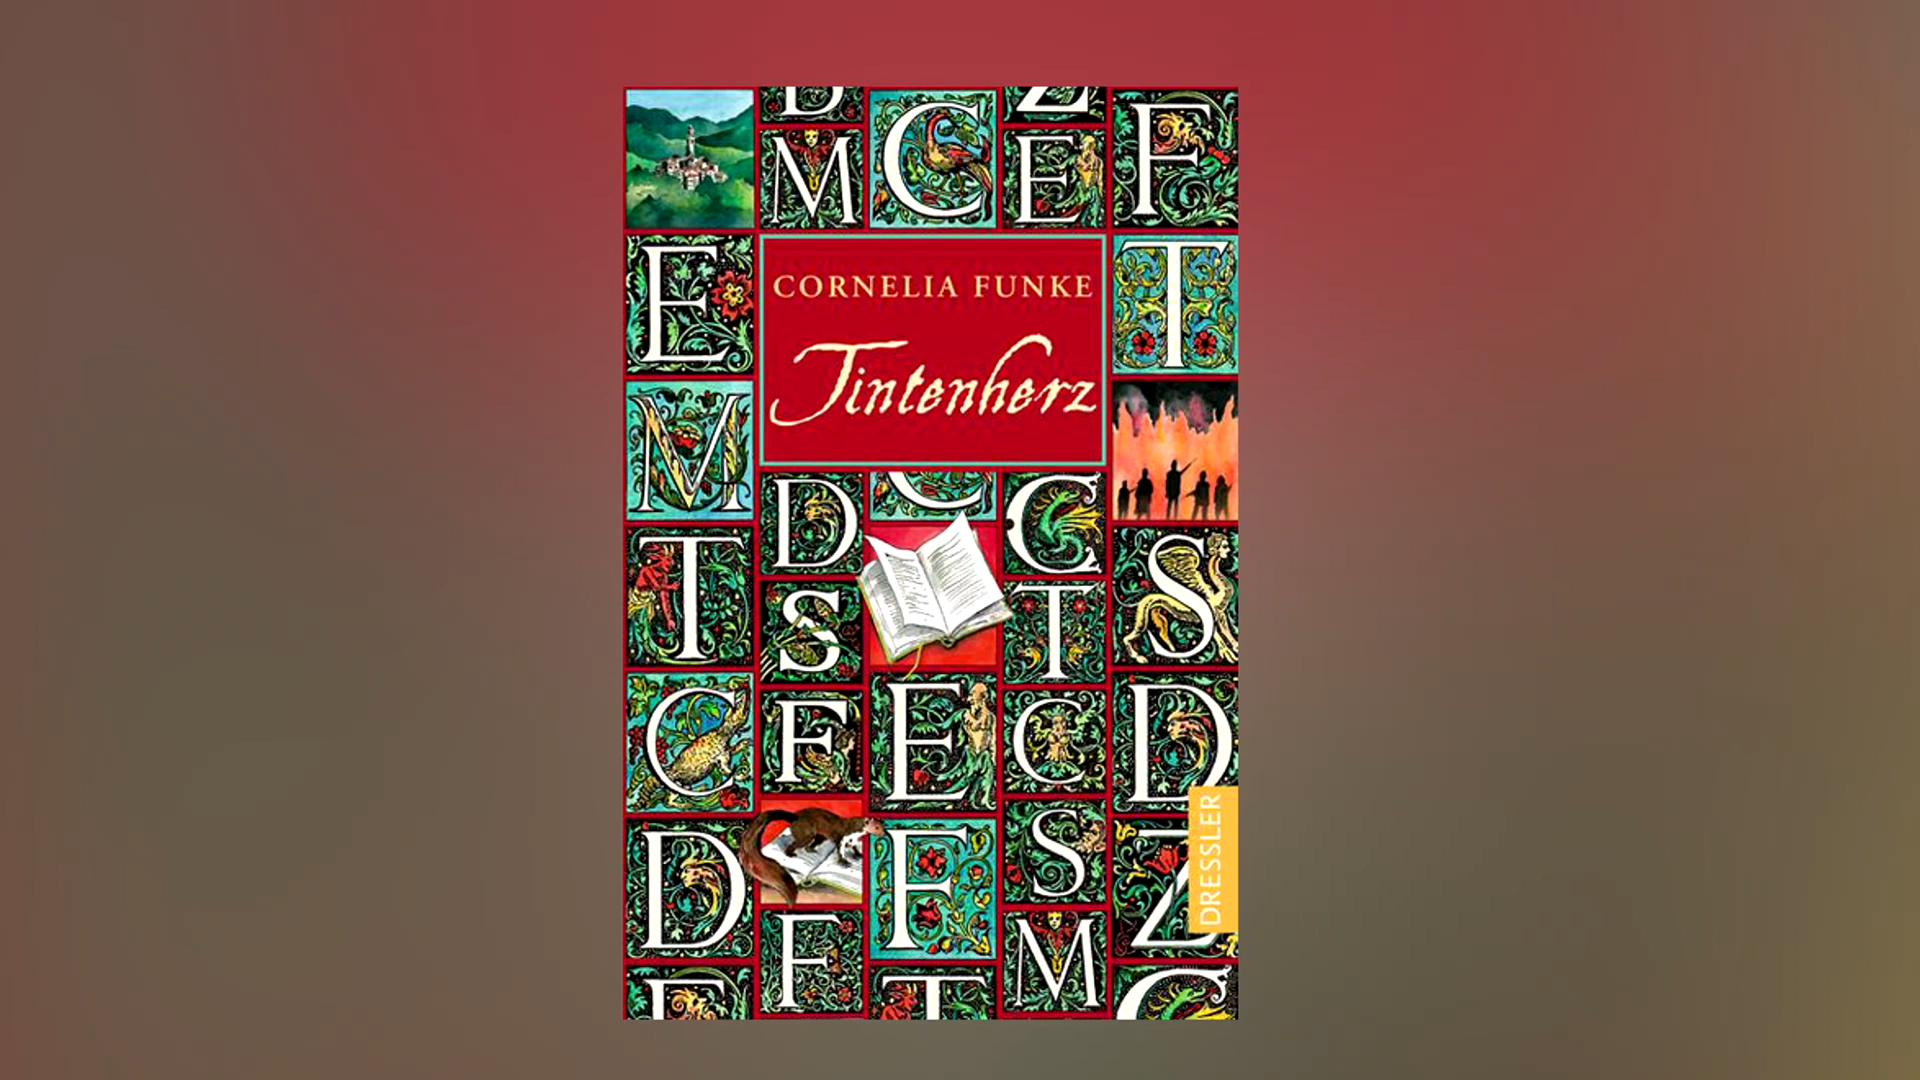 D Z
M C E F
E T
CORNELIA FUNKE
Tintenherz
M
D C C
T S T S
C F E C D
D F S Z
F M
E T C
DRESSLER